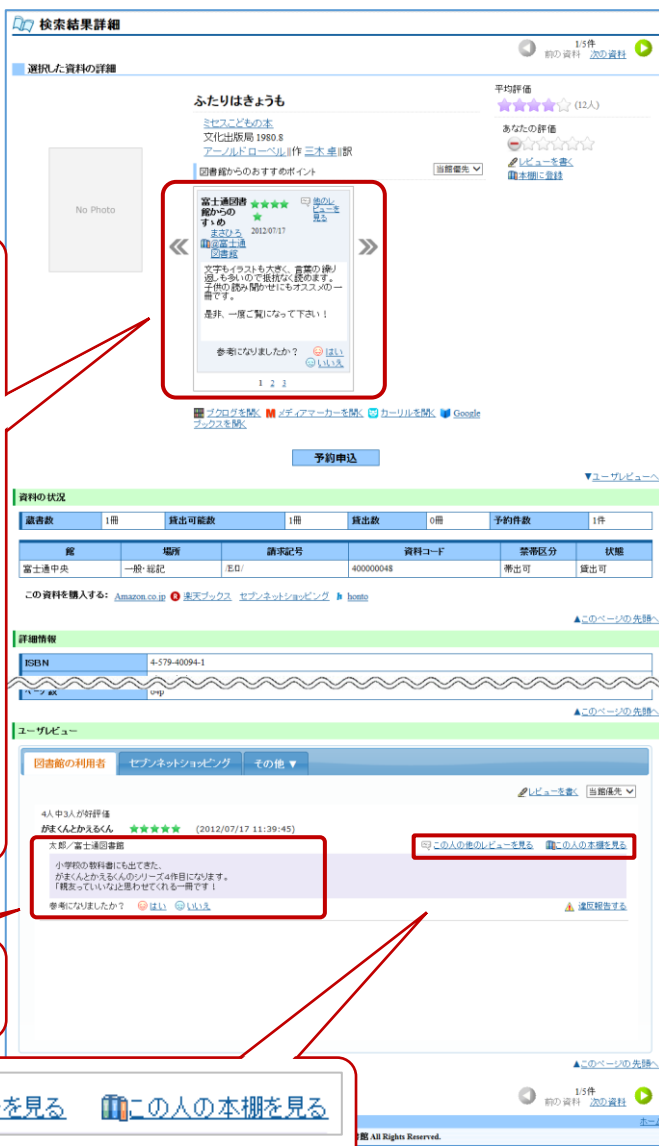 検索結果詳細
1/5件
前の資料 次の資料
選択した資料の詳細
No Photo
ふたりはきょうも
ミセスこどもの本
文化出版局 1980.8
アーノルド ローベル∥作 三木 卓∥訳
図書館からのおすすめポイント
当館優先
富士通図書館からのすゝめ
まさひろ
@富士通図書館
2012/07/17
他のレビューを見る
文字もイラストも大きく、言葉の繰り
返しも多いので抵抗なく読めます。
子供の読み聞かせにもオススメの一
冊です。
是非、一度ご覧になって下さい!
参考になりましたか? はい
いいえ
1 2 3
平均評価
(12人)
あなたの評価
レビューを書く
本棚に登録
ブクログを開く メディアマーカーを開く カーリルを開く Google
ブックスを開く
予約申込
▼ユーザレビューへ
資料の状況
蔵書数 1冊 貸出可能数 1冊 貸出数 0冊 予約件数 1件
館 場所 請求記号 資料コード 禁帯区分 状態
富士通中央 一般・総記 /E.ロ/ 400000048 帯出可 貸出可
この資料を購入する: Amazon.co.jp 楽天ブックス セブンネットショッピング honto
▲このページの先頭へ
詳細情報
ISBN 4-579-40094-1
▲このページの先頭へ
ユーザレビュー
図書館の利用者 セブンネットショッピング その他 ▼
レビューを書く 当館優先
4人中3人が好評価
がまくんとかえるくん ★★★★★ (2012/07/17 11:39:45)
太郎/富士通図書館
この人の他のレビューを見る この人の本棚を見る
小学校の教科書にも出てきた、
がまくんとかえるくんのシリーズ4作目になります。
「親友っていいな」と思わせてくれる一冊です!
参考になりましたか? はい いいえ
違反報告する
▲このページの先頭へ
を見る この人の本棚を見る
1/5件
前の資料 次の資料
ホー
館 All Rights Reserved.